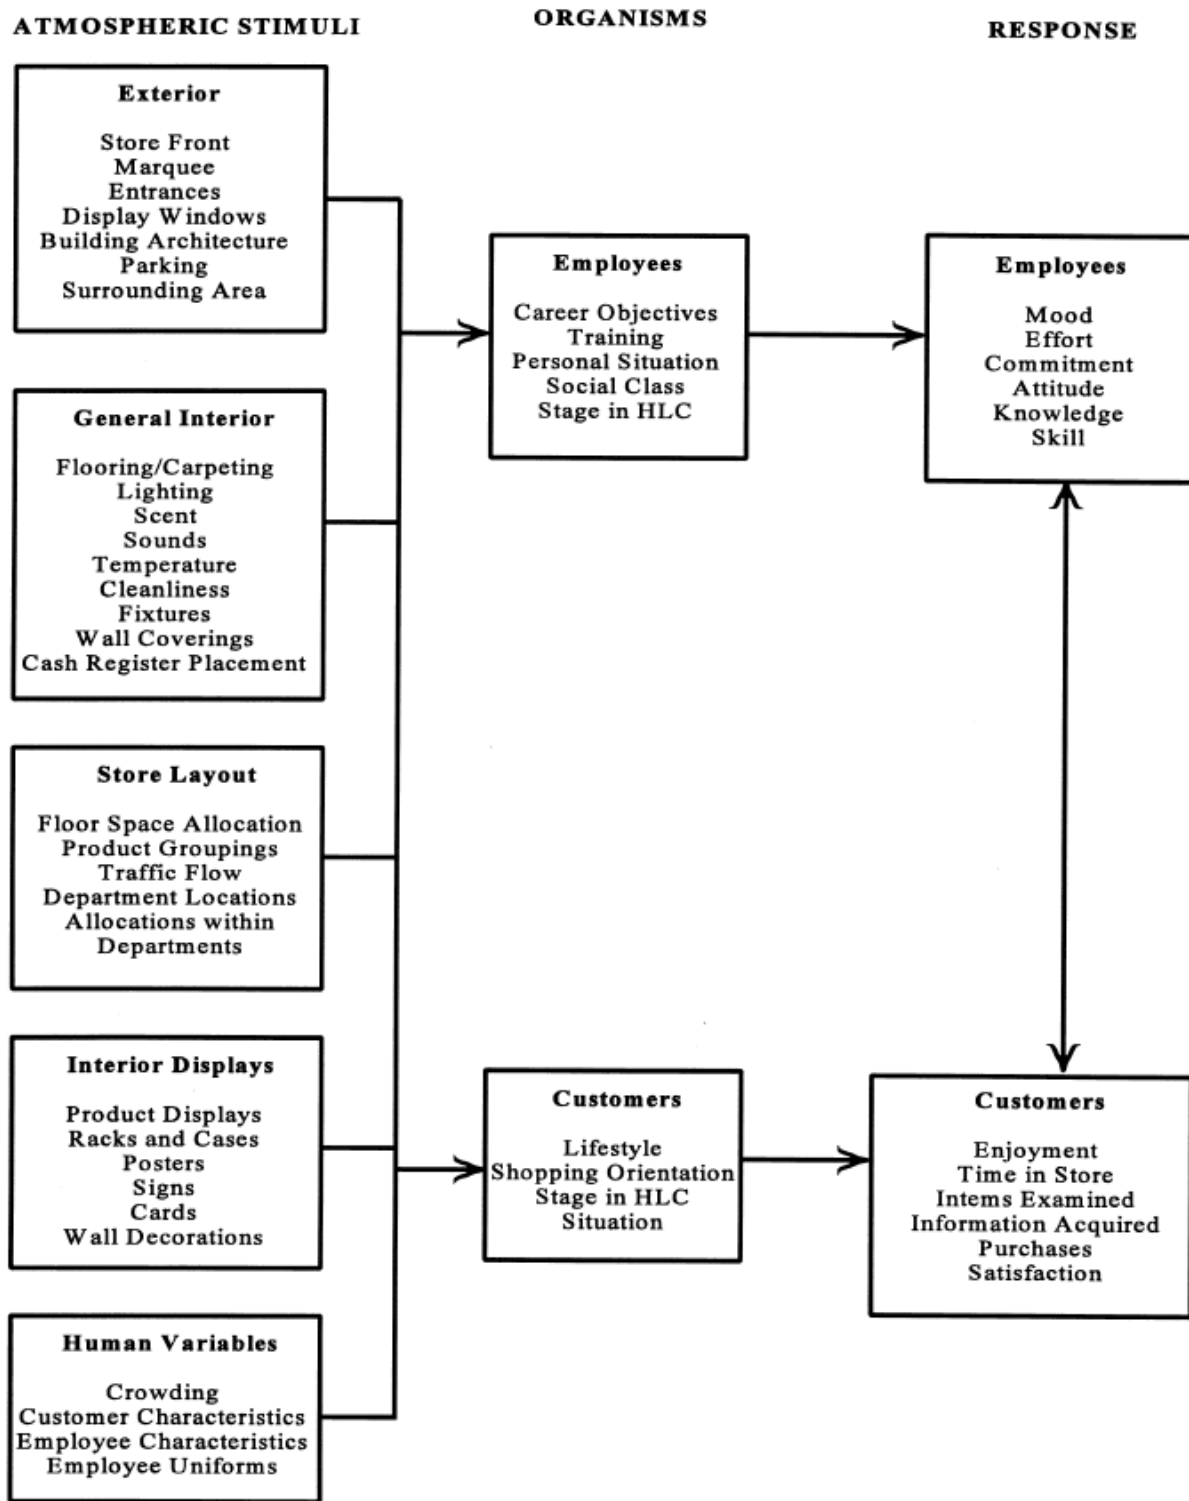 ATMOSPHERIC STIMULI
ORGANISMS
RESPONSE
Exterior
Store Front
Marquee
Entrances
Display Windows
Building Architecture
Parking
Surrounding Area
General Interior
Flooring/Carpeting
Lighting
Scent
Sounds
Temperature
Cleanliness
Fixtures
Wall Coverings
Cash Register Placement
Store Layout
Floor Space Allocation
Product Groupings
Traffic Flow
Department Locations
Allocations within
Departments
Interior Displays
Product Displays
Racks and Cases
Posters
Signs
Cards
Wall Decorations
Human Variables
Crowding
Customer Characteristics
Employee Characteristics
Employee Uniforms
Employees
Career Objectives
Training
Personal Situation
Social Class
Stage in HLC
Customers
Lifestyle
Shopping Orientation
Stage in HLC
Situation
Employees
Mood
Effort
Commitment
Attitude
Knowledge
Skill
Customers
Enjoyment
Time in Store
Intems Examined
Information Acquired
Purchases
Satisfaction